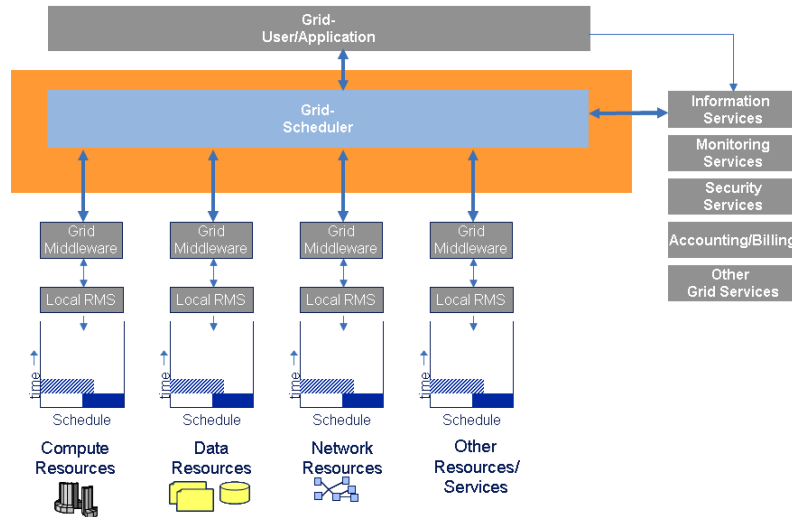 Grid-
User/Application
Grid-
Scheduler
Information
Services
Monitoring
Services
Security
Services
Accounting/Billing
Other
Grid Services
Grid
Middleware
Grid
Middleware
Grid
Middleware
Grid
Middleware
Local RMS
Local RMS
Local RMS
Local RMS
time
time
time
time
Schedule
Schedule
Schedule
Schedule
Compute
Resources
Data
Resources
Network
Resources
Other
Resources/
Services